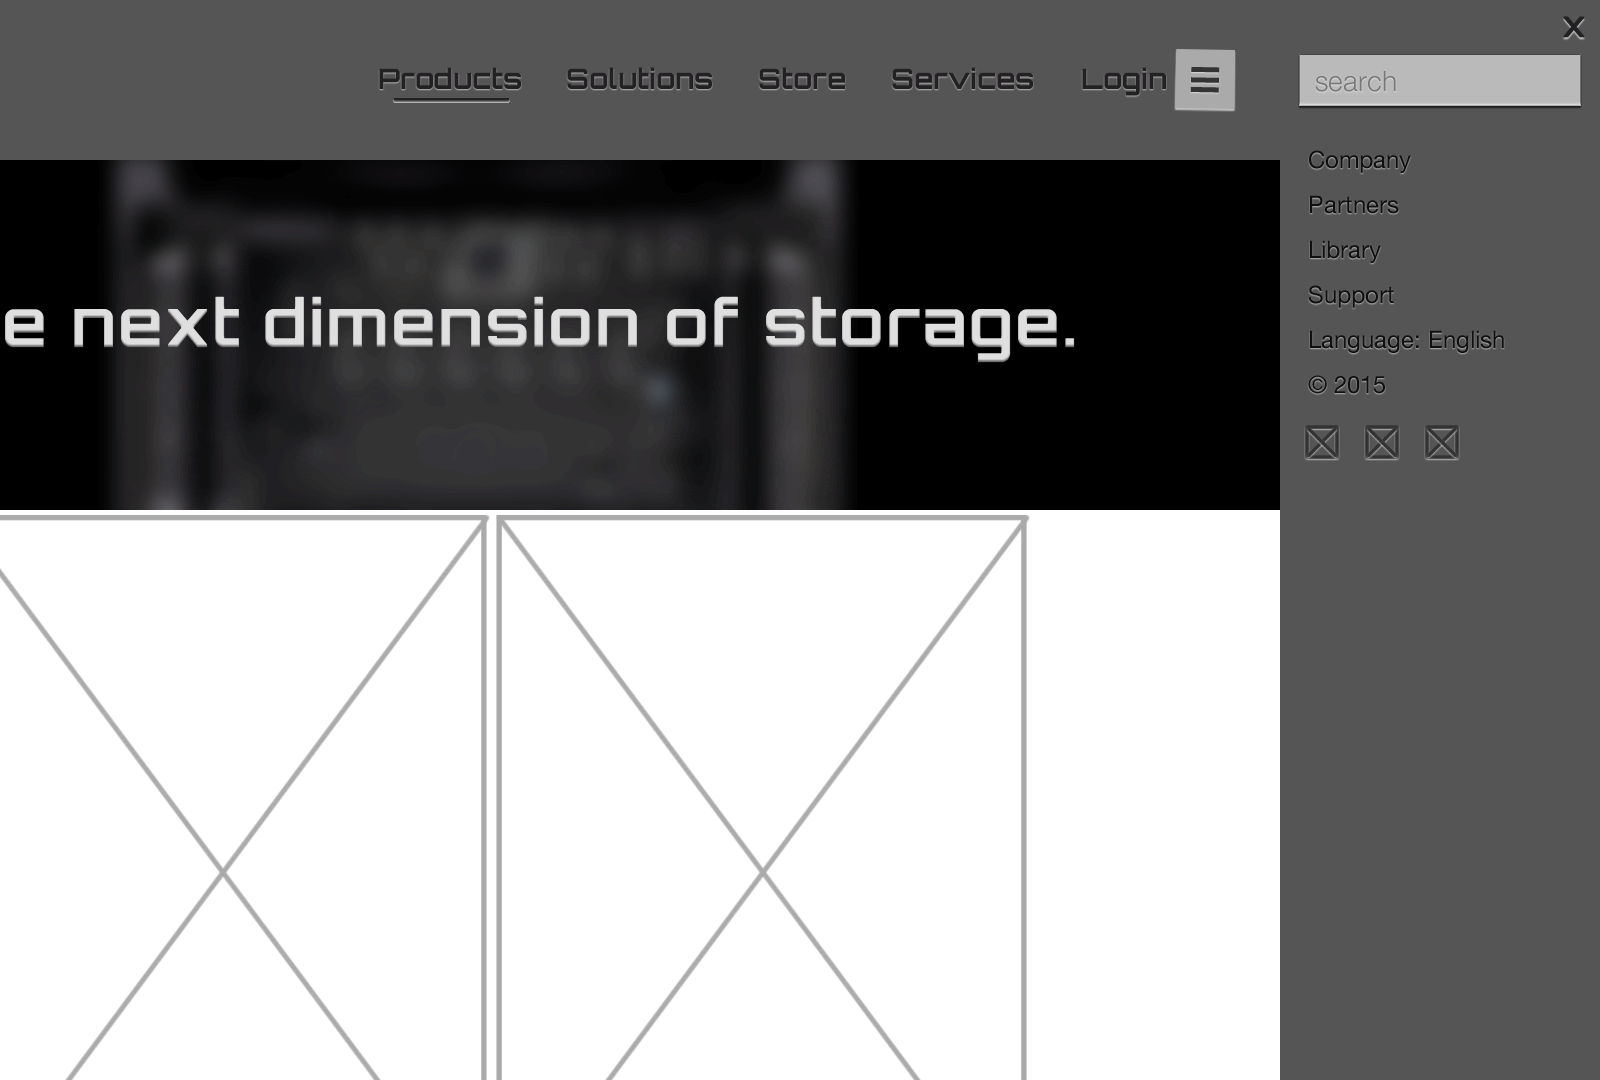 X
Products Solutions Store Services Login
search
Company
Partners
Library
Support
Language: English
© 2015
e next dimension of storage.